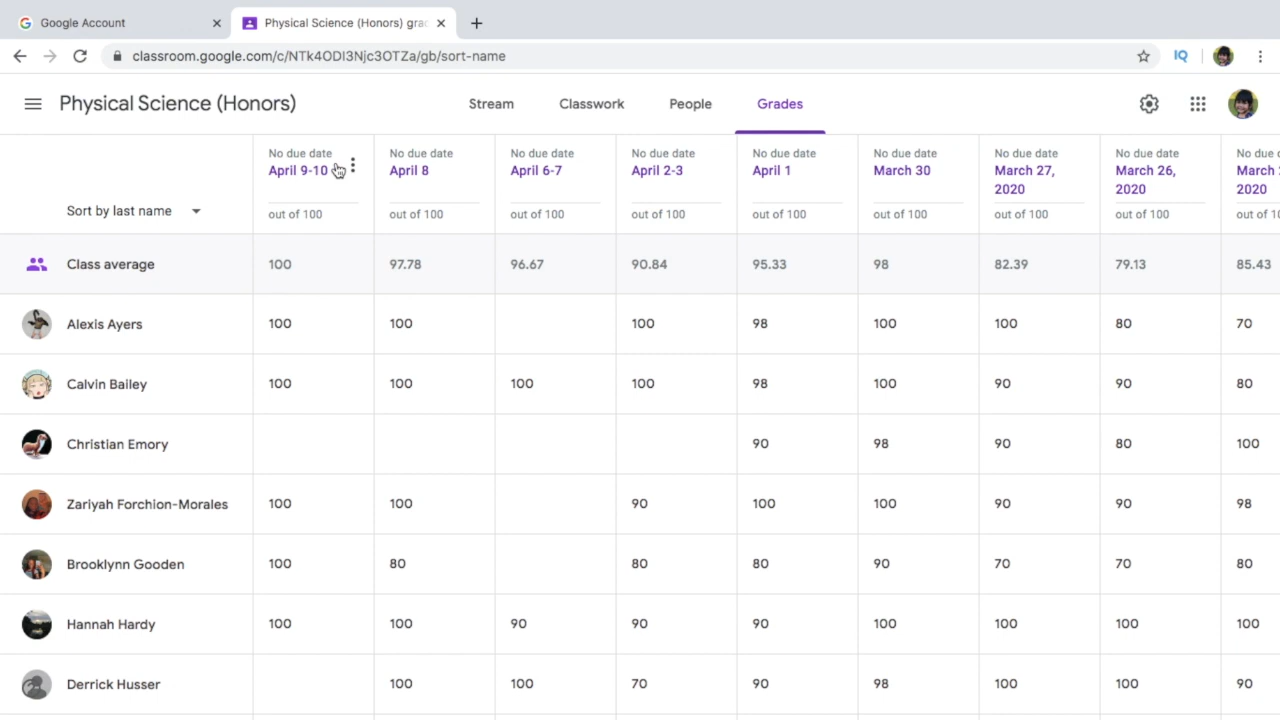 Google Account
Physical Science (Honors) gra
classroom.google.com/c/NTk4ODI3Njc3OTZa/gb/sort-name
IQ
Physical Science (Honors)
Stream Classwork People Grades
No due date No due date No due date No due date No due date No due date No due date No due date No due d
April 9-10 April 8 April 6-7 April 2-3 April 1 March 30 March 27, March 26, March
2020 2020 2020
Sort by last name out of 100 out of 100 out of 100 out of 100 out of 100 out of 100 out of 100 out of 100 out of 10
Class average 100 97.78 96.67 90.84 95.33 98 82.39 79.13 85.43
Alexis Ayers 100 100 100 98 100 100 80 70
Calvin Bailey 100 100 100 100 98 100 90 90 80
Christian Emory 90 98 90 80 100
Zariyah Forchion-Morales 100 100 90 100 100 90 90 98
Brooklynn Gooden 100 80 80 80 90 70 70 80
Hannah Hardy 100 100 90 90 90 100 100 100 100
Derrick Husser 100 100 70 90 98 100 100 90